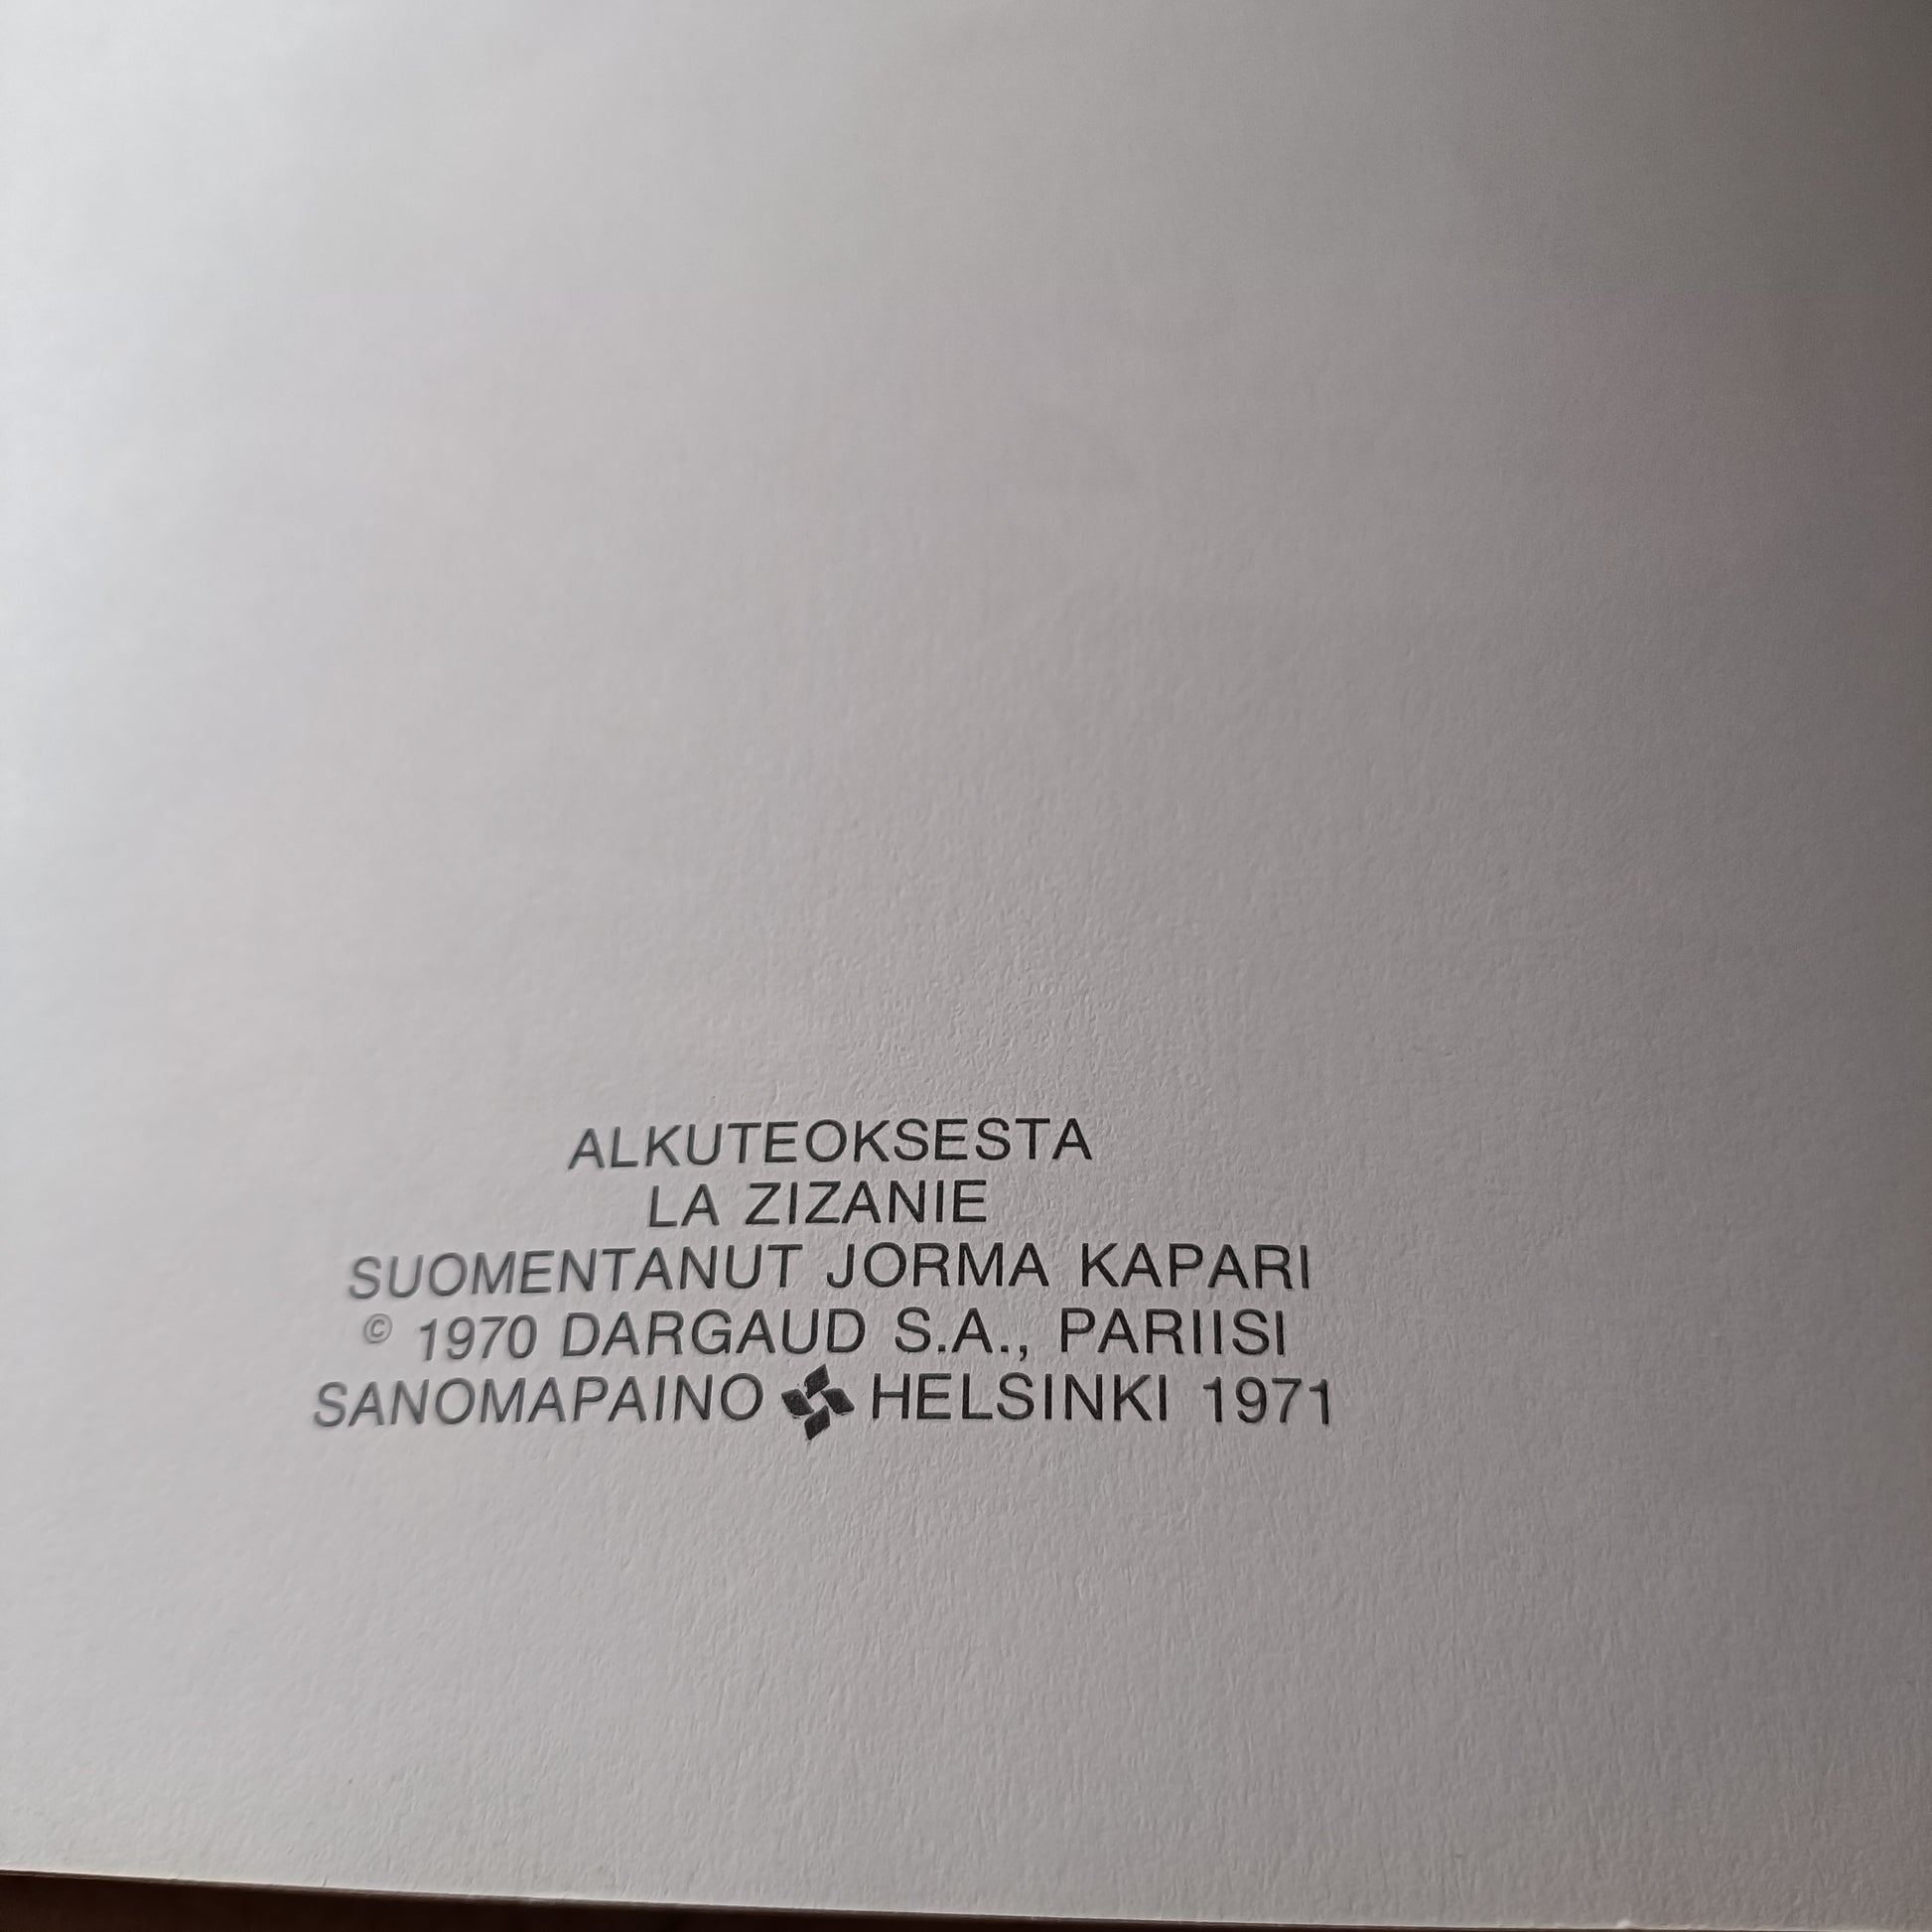 ALKUTEOKSESTA
LA ZIZANIE
SUOMENTANUT JORMA KAPARI
© 1970 DARGAUD S.A., PARIISI
SANOMAPAINO HELSINKI 1971